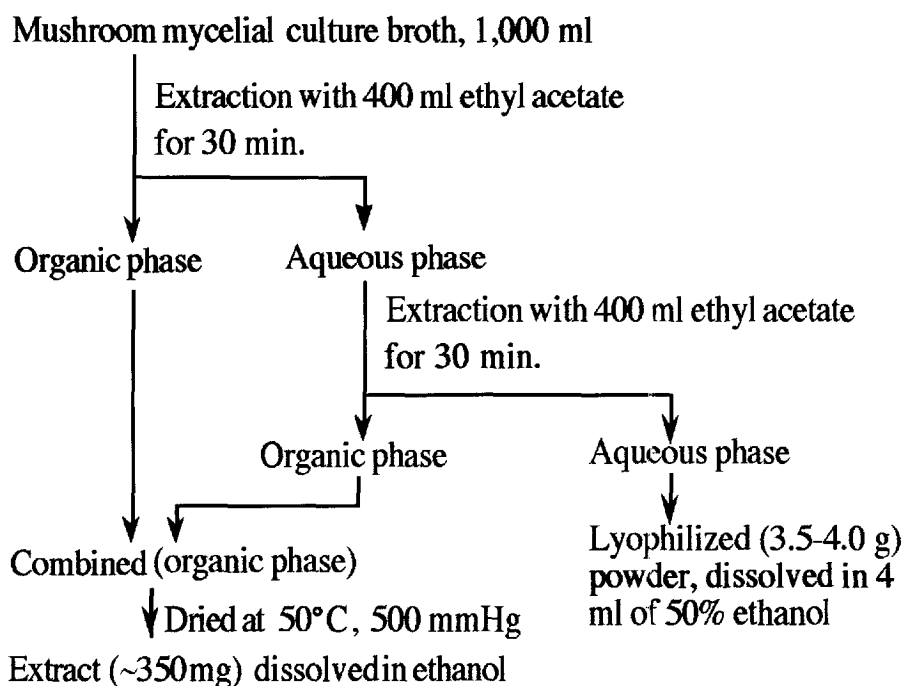 Mushroom mycelial culture broth, 1,000 ml
Extraction with 400 ml ethyl acetate
for 30 min.
Organic phase
Aqueous phase
Extraction with 400 ml ethyl acetate
for 30 min.
Organic phase
Aqueous phase
Combined (organic phase)
Lyophilized (3.5-4.0 g)
powder, dissolved in 4
ml of 50% ethanol
Dried at 50°C, 500 mmHg
Extract (~350mg) dissolved in ethanol